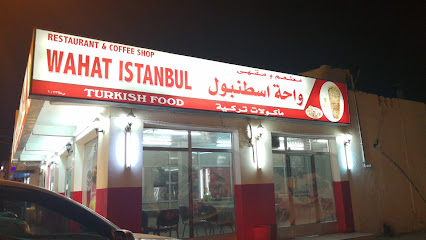 RESTAURANT & COFFEE SHOP
مطعم و مقهى
WAHAT ISTANBUL
واحة اسطنبول
TURKISH FOOD
مأكولات تركية